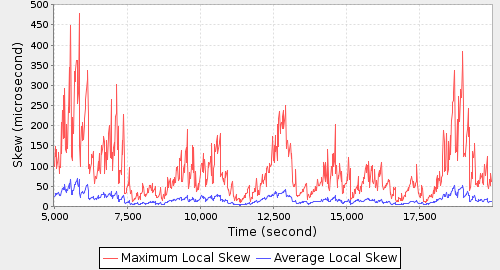 500
450
400
350
300
250
200
150
100
50
0
Skew (microsecond)
5,000 7,500 10,000 12,500 15,000 17,500
Time (second)
Maximum Local Skew Average Local Skew